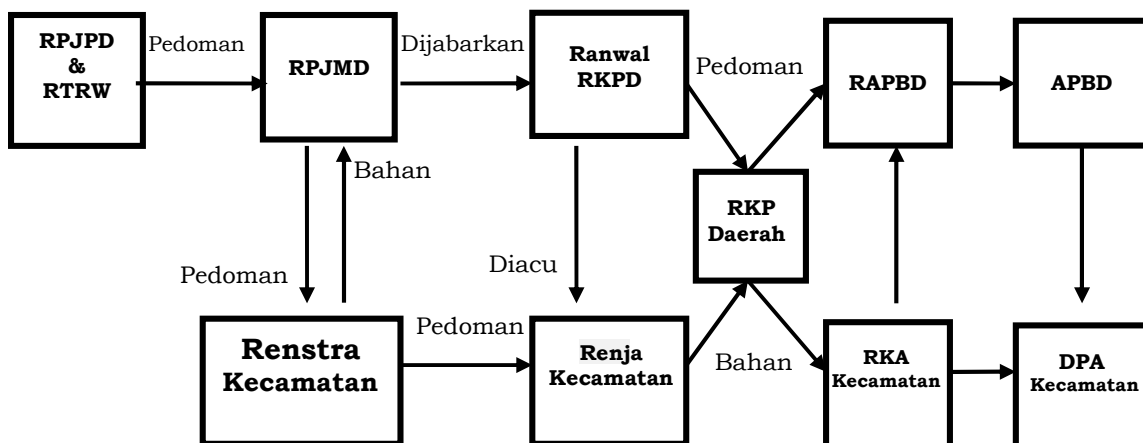 RPJPD
&
RTRW
Pedoman
RPJMD
Dijabarkan
Ranwal
RKPD
Pedoman
RAPBD
APBD
Bahan
RKP
Daerah
Pedoman
Diacu
Renstra
Kecamatan
Pedoman
Renja
Kecamatan
Bahan
RKA
Kecamatan
DPA
Kecamatan